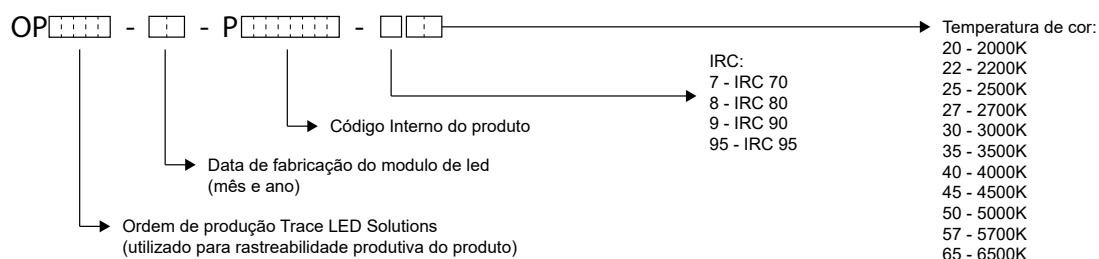 OP - - P -
Temperatura de cor:
20 - 2000K
22 - 2200K
25 - 2500K
27 - 2700K
30 - 3000K
35 - 3500K
40 - 4000K
45 - 4500K
50 - 5000K
57 - 5700K
65 - 6500K
IRC:
7 - IRC 70
8 - IRC 80
9 - IRC 90
95 - IRC 95
Código Interno do produto
Data de fabricação do modulo de led
(mês e ano)
Ordem de produção Trace LED Solutions
(utilizado para rastreabilidade produtiva do produto)